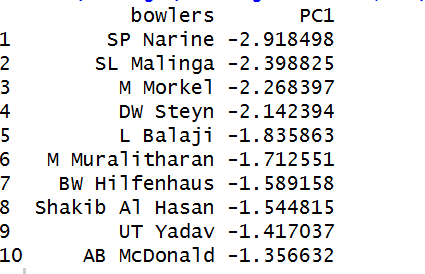 bowlers PC1
1 SP Narine -2.918498
2 SL Malinga -2.398825
3 M Morkel -2.268397
4 DW Steyn -2.142394
5 L Balaji -1.835863
6 M Muralitharan -1.712551
7 BW Hilfenhaus -1.589158
8 Shakib Al Hasan -1.544815
9 UT Yadav -1.417037
10 AB McDonald -1.356632